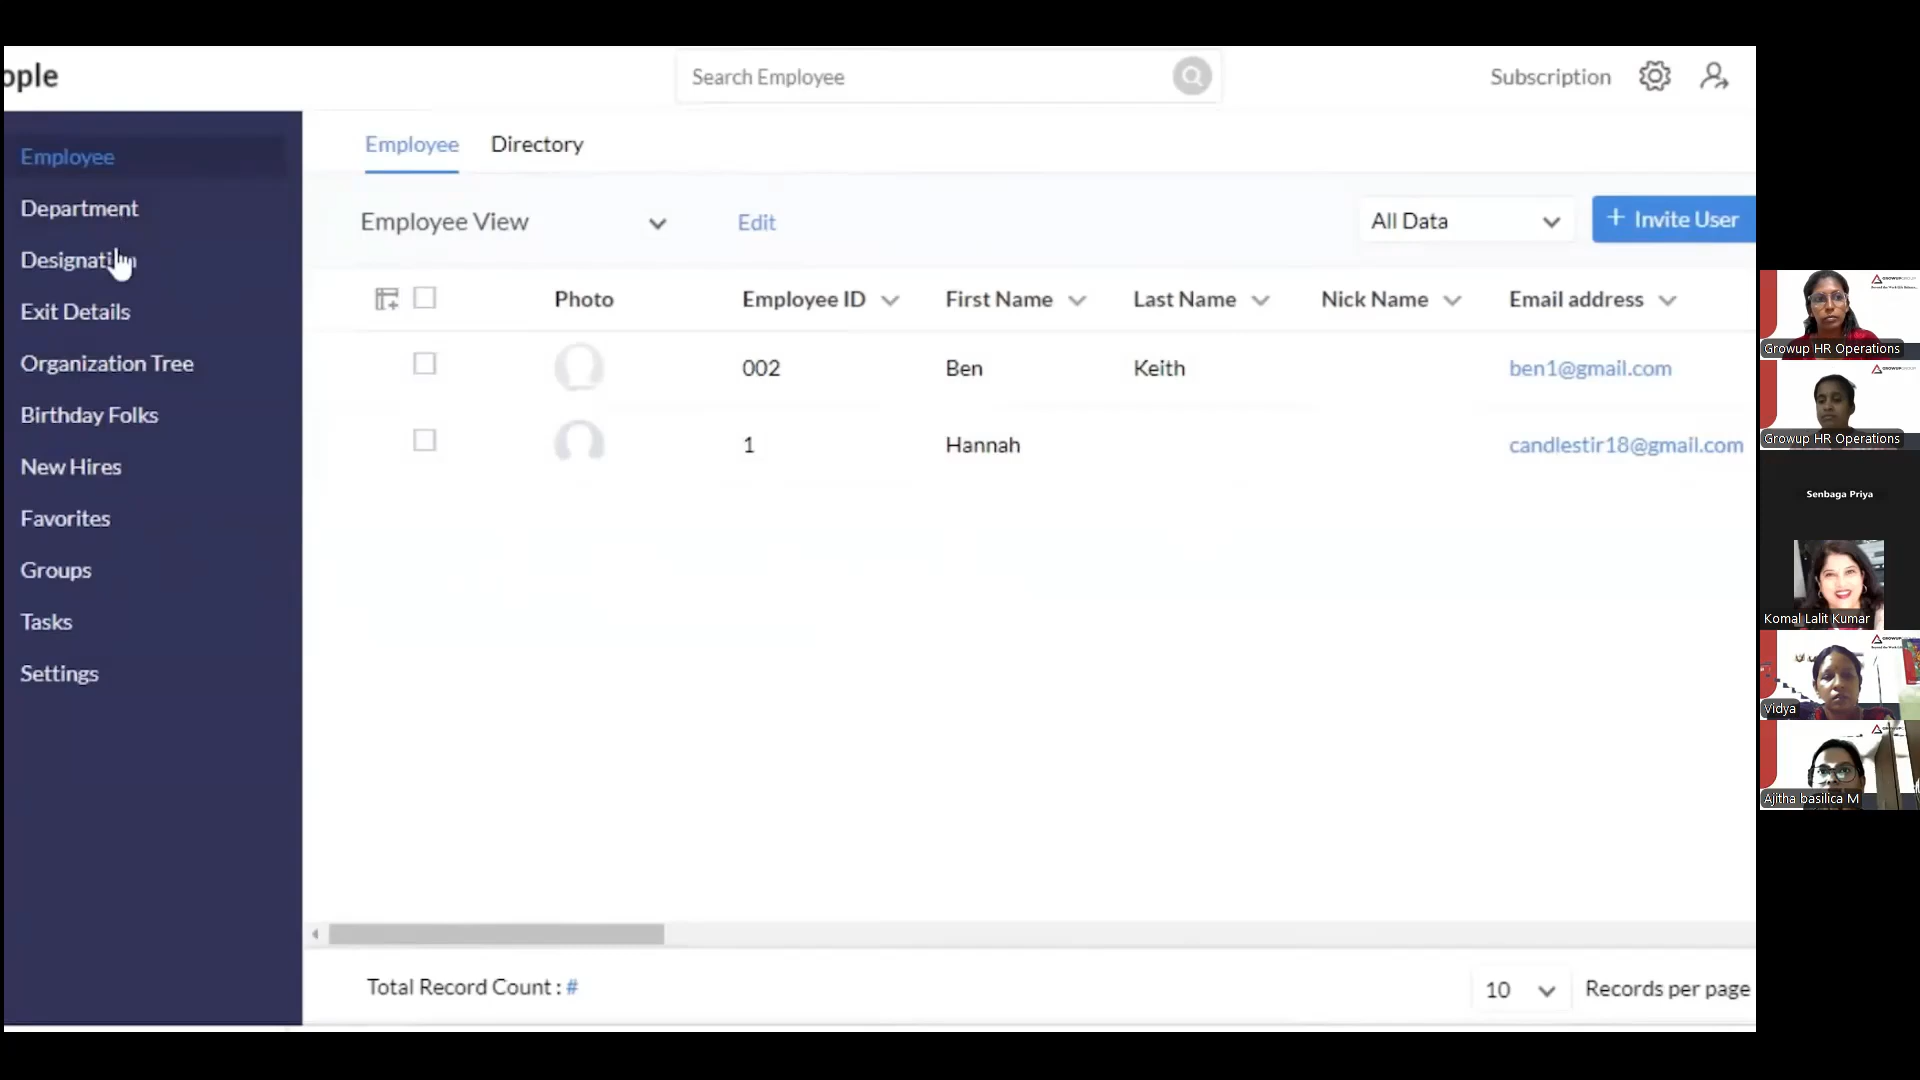 ople
Search Employee
Subscription
Employee
Department
Designati n
Exit Details
Organization Tree
Birthday Folks
New Hires
Favorites
Groups
Tasks
Settings
Employee Directory
Employee View Edit All Data + Invite User
Photo Employee ID First Name Last Name Nick Name Email address
002 Ben Keith ben1@gmail.com
1 Hannah candlestir18@gmail.com
Total Record Count : # 10 Records per page
Growup HR Operations
Growup HR Operations
Senbaga Priya
Komal Lalit Kumar
Vidya
Ajitha basilica M